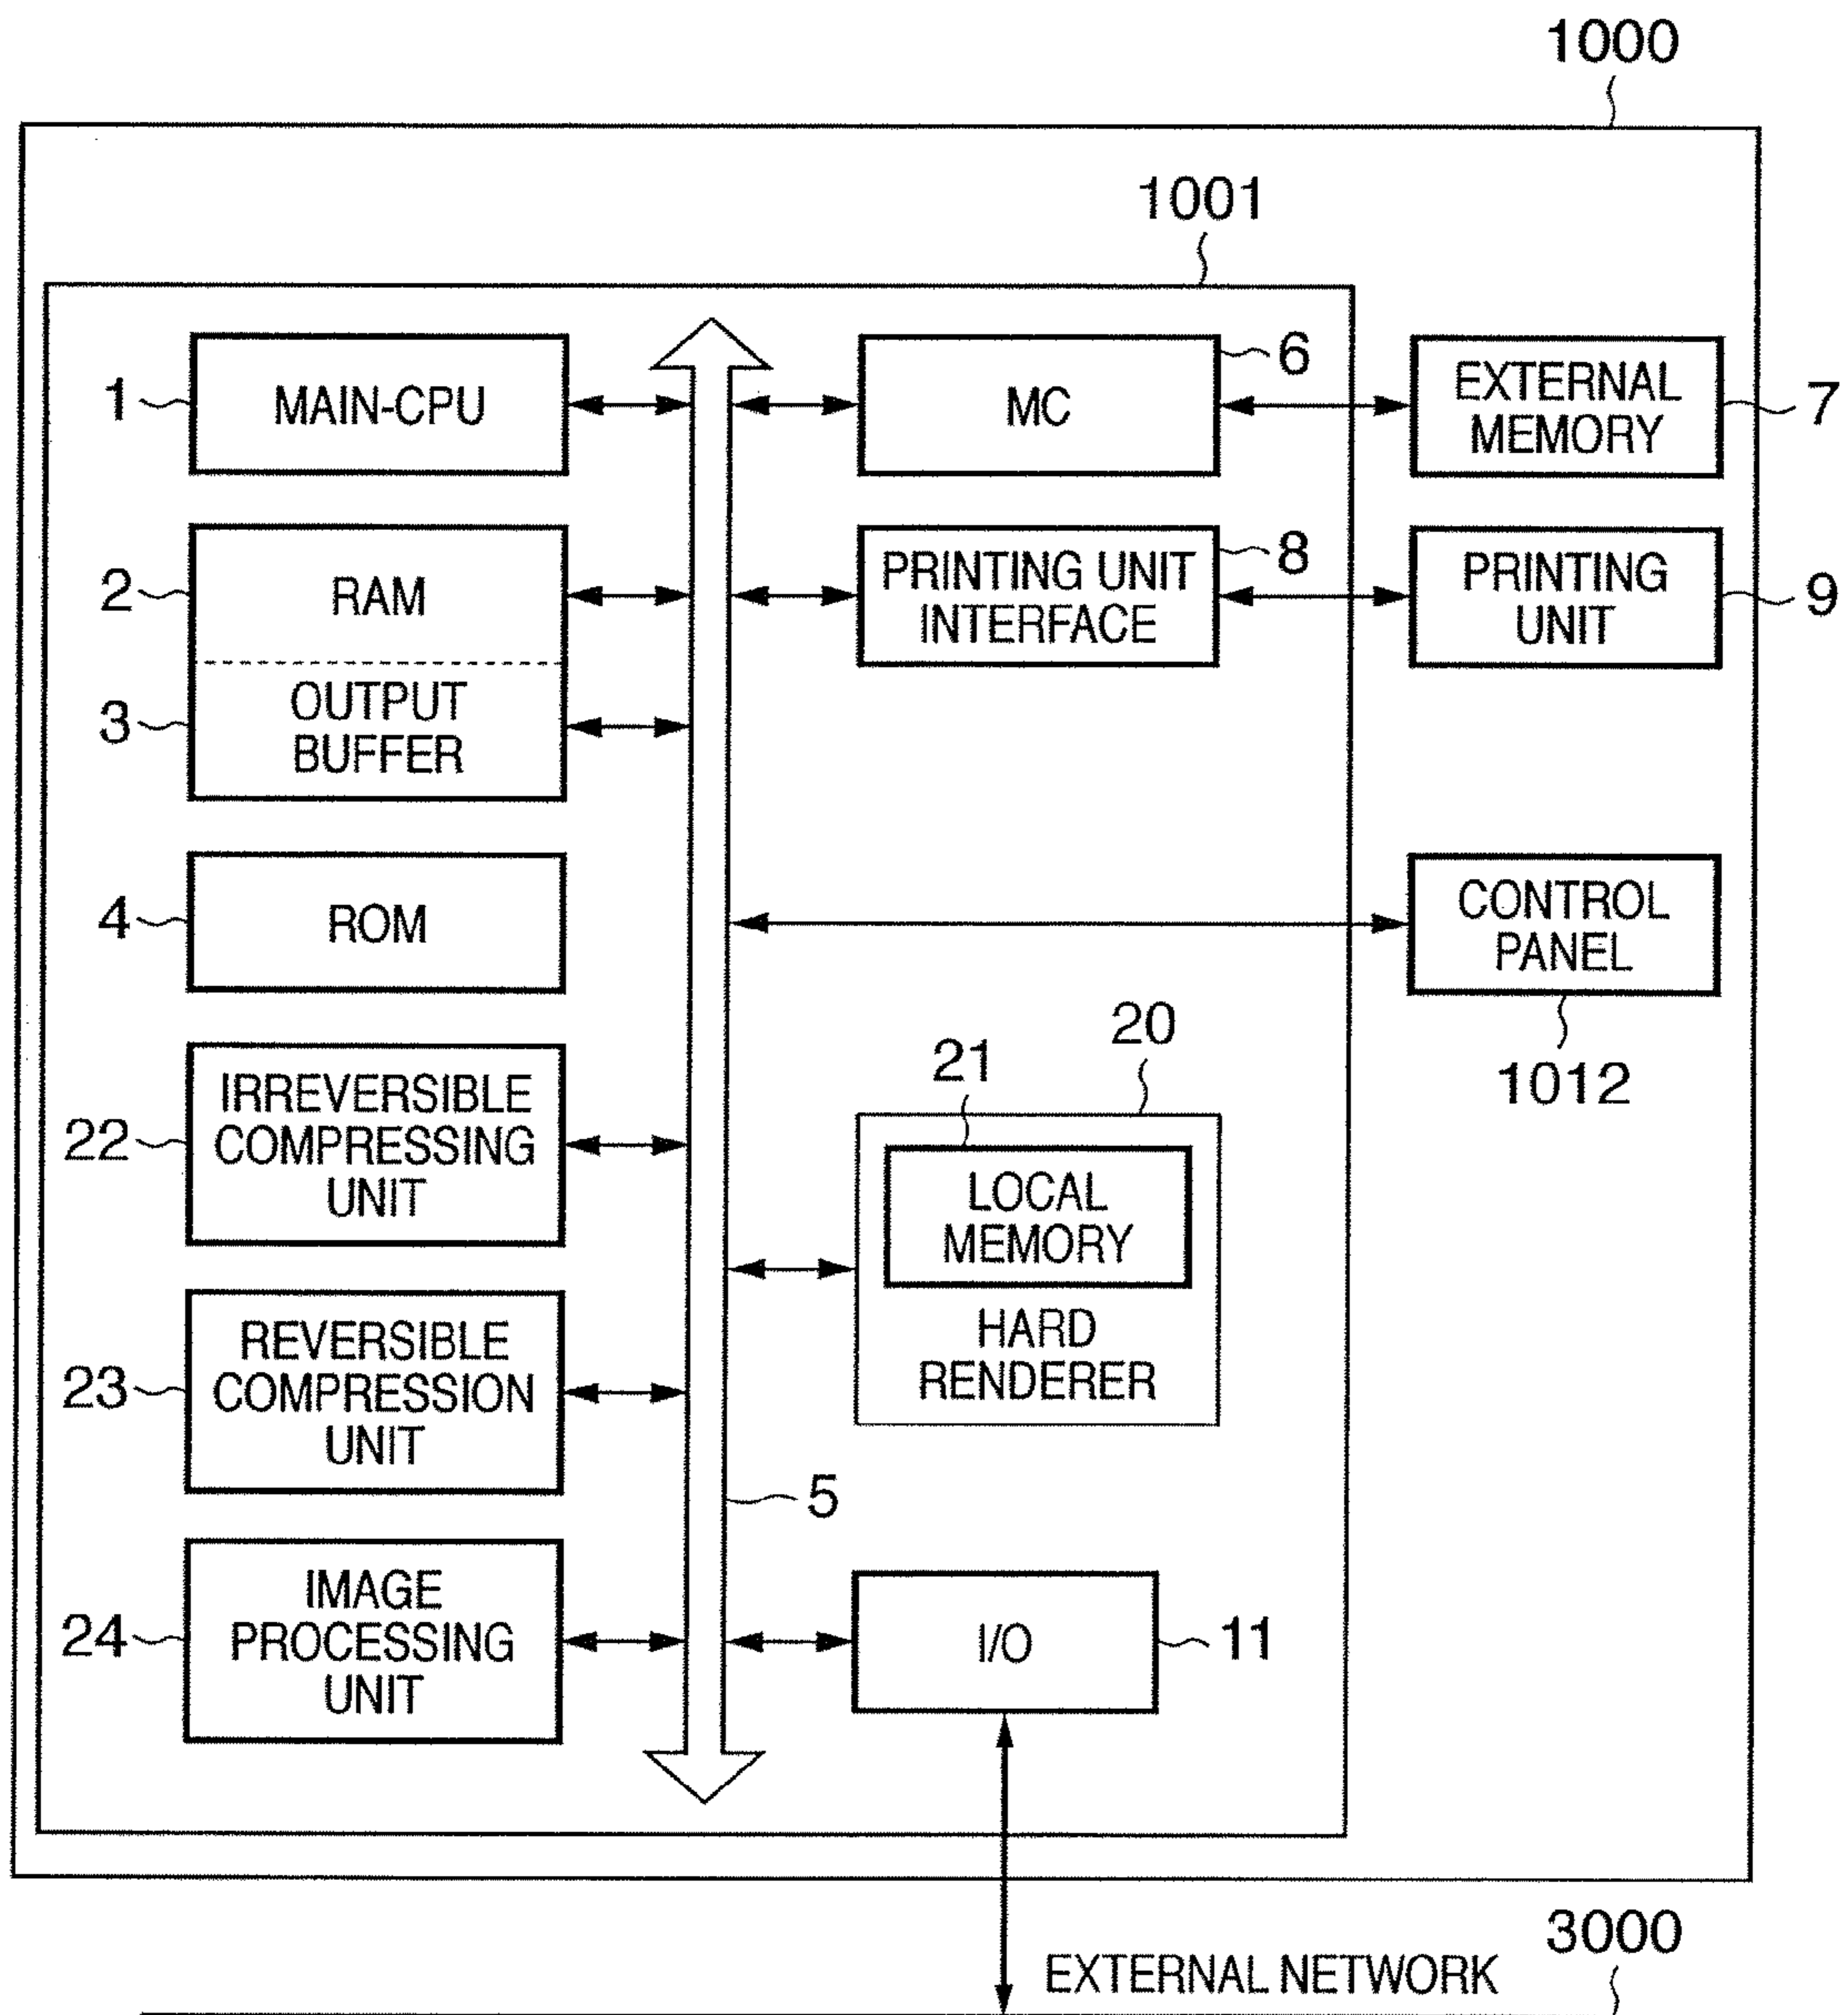 1000
1001
1
MAIN-CPU
MC
6
EXTERNAL
MEMORY
7
2
RAM
PRINTING UNIT
INTERFACE
8
PRINTING
UNIT
9
3
OUTPUT
BUFFER
4
ROM
CONTROL
PANEL
1012
20
21
LOCAL
MEMORY
HARD
RENDERER
22
IRREVERSIBLE
COMPRESSING
UNIT
23
REVERSIBLE
COMPRESSION
UNIT
5
24
IMAGE
PROCESSING
UNIT
I/O
11
3000
EXTERNAL NETWORK